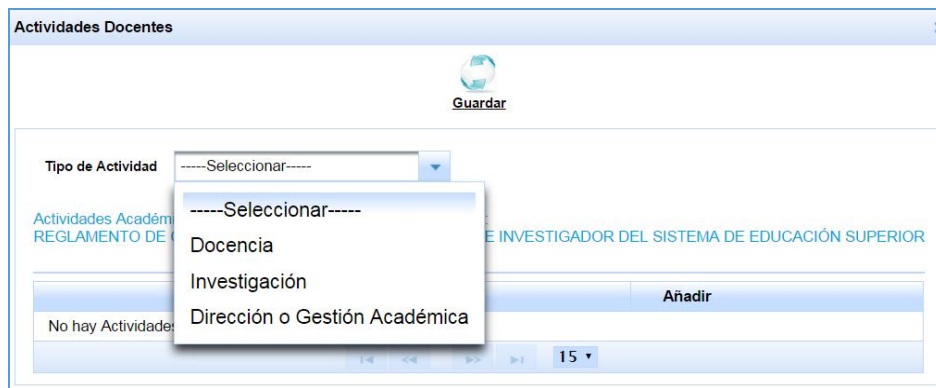 Actividades Docentes
Guardar
Tipo de Actividad -----Seleccionar-----
-----Seleccionar-----
Actividades
REGLAMENTO DE E INVESTIGADOR DEL SISTEMA DE EDUCACIÓN SUPERIOR
Docencia
Investigación
Añadir
Dirección o Gestión Académica
No hay Actividades
15